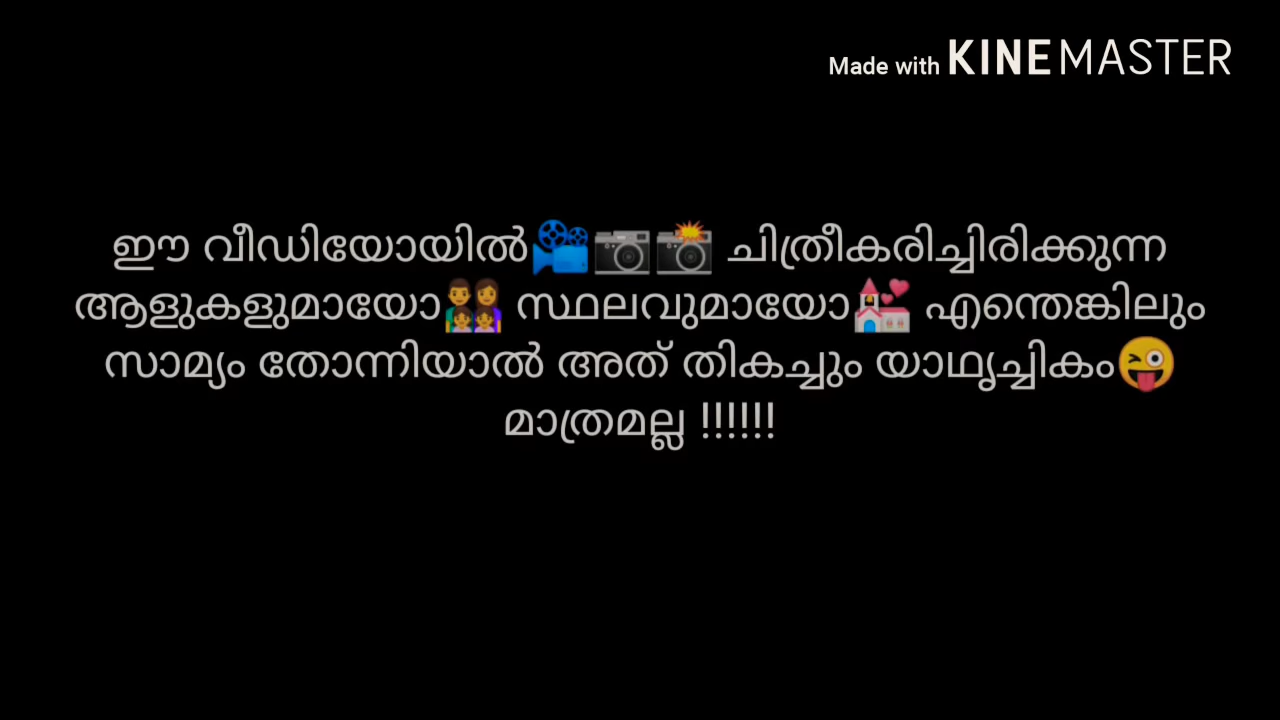 Made with KINEMASTER
ഈ വീഡിയോയിൽ🎥📷📸 ചിത്രീകരിച്ചിരിക്കുന്ന
ആളുകളുമായോ👨‍👩‍👧‍👧 സ്ഥലവുമായോ💒 എന്തെങ്കിലും
സാമ്യം തോന്നിയാൽ അത് തികച്ചും യാഥൃച്ചികം😜
മാത്രമല്ല !!!!!!